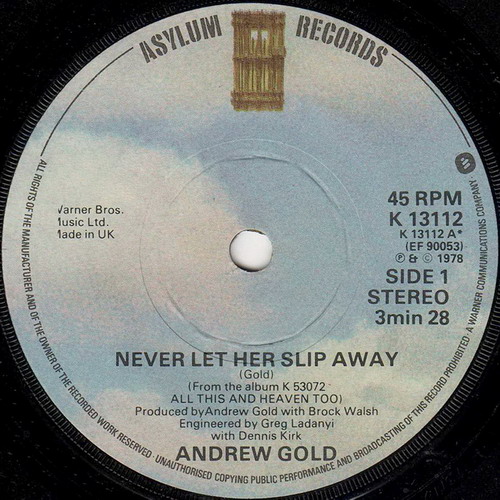 ASYLUM RECORDS
Varner Bros.
Music Ltd.
Made in UK
45 RPM
K 13112
K 13112 A*
(EF 90053)
℗ & © 1978
SIDE 1
STEREO
3min 28
NEVER LET HER SLIP AWAY
(Gold)
(From the album K 53072
ALL THIS AND HEAVEN TOO)
Produced by Andrew Gold with Brock Walsh
Engineered by Greg Ladanyi
with Dennis Kirk
ANDREW GOLD
ALL RIGHTS OF THE MANUFACTURER AND OF THE OWNER OF THE RECORDED WORK RESERVED. UNAUTHORISED COPYING PUBLIC PERFORMANCE AND BROADCASTING OF THIS RECORD PROHIBITED · A WARNER COMMUNICATIONS COMPANY.